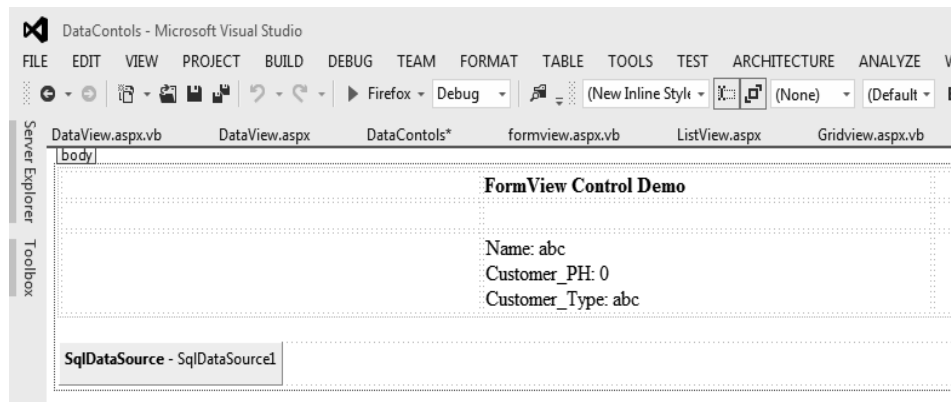 DataContols - Microsoft Visual Studio
FILE EDIT VIEW PROJECT BUILD DEBUG TEAM FORMAT TABLE TOOLS TEST ARCHITECTURE ANALYZE
Firefox Debug (New Inline Style (None) (Default
DataView.aspx.vb DataView.aspx DataContols* formview.aspx.vb ListView.aspx Gridview.aspx.vb
Server Explorer
Toolbox
body
FormView Control Demo
Name: abc
Customer_PH: 0
Customer_Type: abc
SqlDataSource - SqlDataSource1